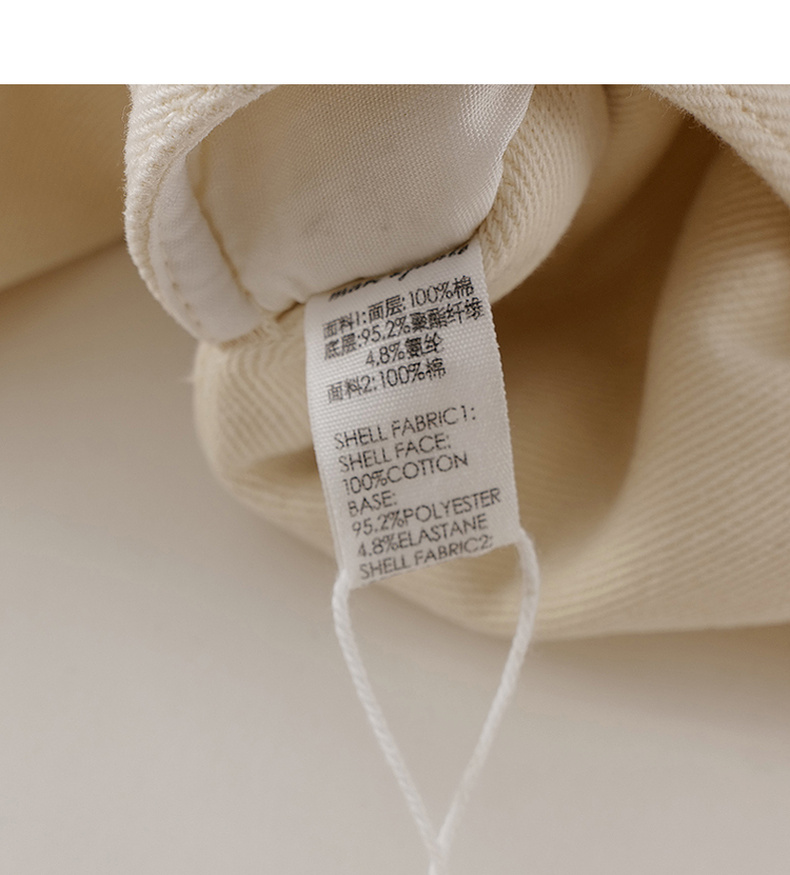 面料1:面层:100%棉
底层:95.2%聚酯纤维
4.8%氨纶
面料2:100%棉
SHELL FABRIC1:
SHELL FACE:
100%COTTON
BASE:
95.2%POLYESTER
4.8%ELASTANE
SHELL FABRIC2: